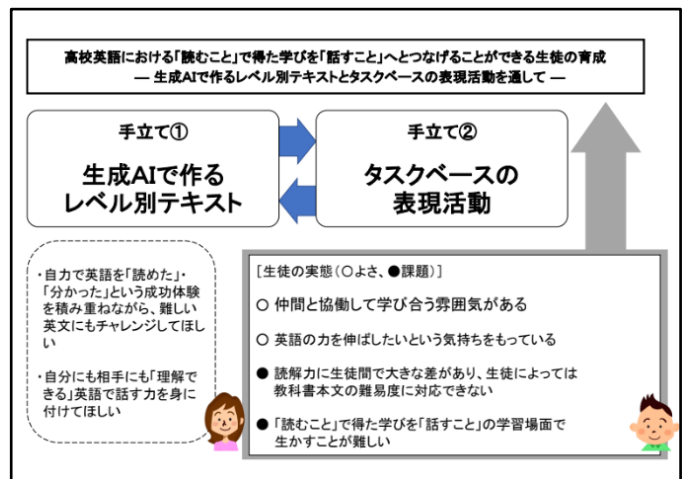 高校英語における「読むこと」で得た学びを「話すこと」へとつなげることができる生徒の育成
― 生成AIで作るレベル別テキストとタスクベースの表現活動を通して ―
手立て①
生成AIで作る
レベル別テキスト
手立て②
タスクベースの
表現活動
・自力で英語を「読めた」・
「分かった」という成功体験
を積み重ねながら、難しい
英文にもチャレンジしてほし
い
・自分にも相手にも「理解で
きる」英語で話す力を身に
付けてほしい
［生徒の実態（○よさ、●課題）］
○ 仲間と協働して学び合う雰囲気がある
○ 英語の力を伸ばしたいという気持ちをもっている
● 読解力に生徒間で大きな差があり、生徒によっては
教科書本文の難易度に対応できない
● 「読むこと」で得た学びを「話すこと」の学習場面で
生かすことが難しい